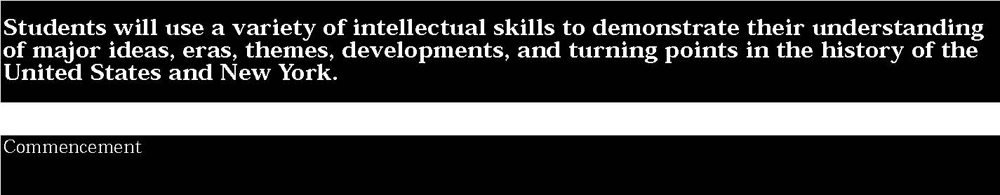 Students will use a variety of intellectual skills to demonstrate their understanding
of major ideas, eras, themes, developments, and turning points in the history of the
United States and New York.
Commencement